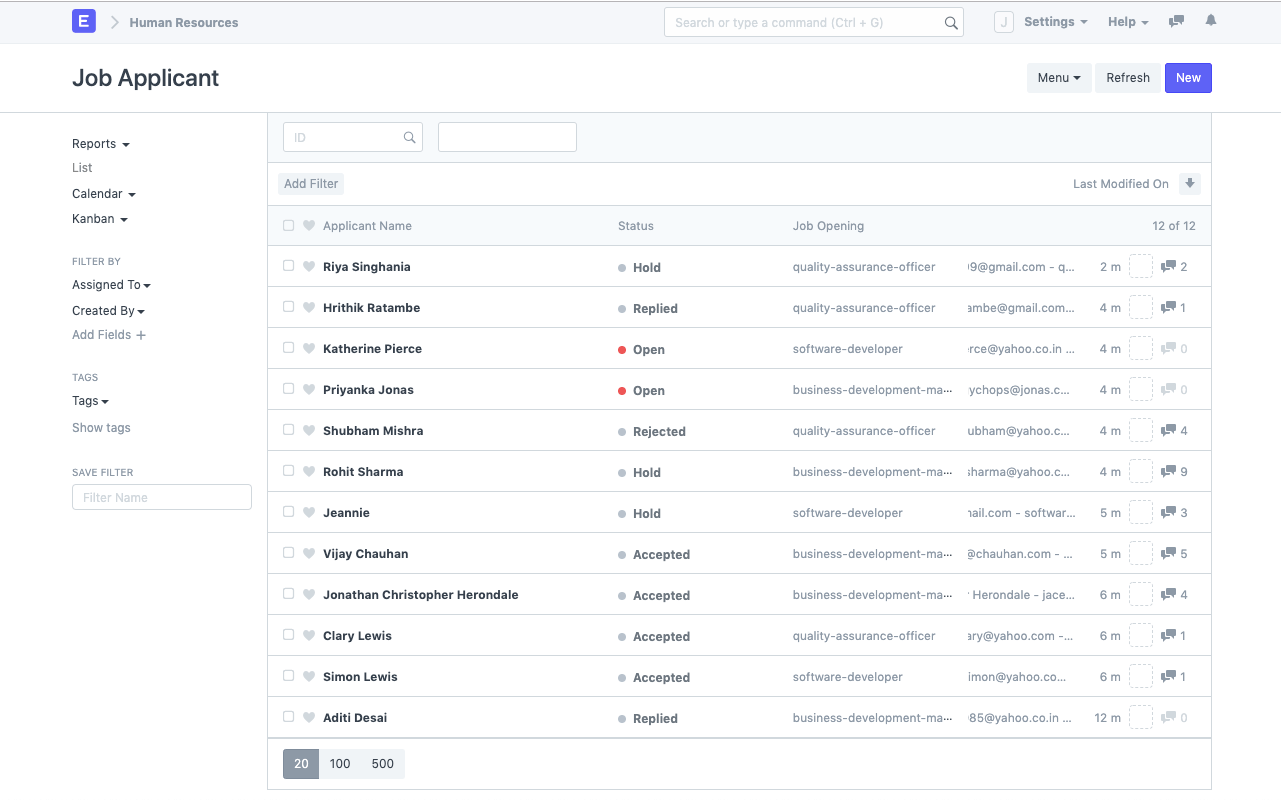 E Human Resources Search or type a command (Ctrl + G) J Settings Help
Job Applicant Menu Refresh New
Reports
List
Calendar
Kanban
FILTER BY
Assigned To
Created By
Add Fields +
TAGS
Tags
Show tags
SAVE FILTER
Filter Name
ID
Add Filter Last Modified On
Applicant Name Status Job Opening 12 of 12
Riya Singhania Hold quality-assurance-officer 9@gmail.com - q... 2 m 2
Hrithik Ratambe Replied quality-assurance-officer ambe@gmail.com... 4 m 1
Katherine Pierce Open software-developer rce@yahoo.co.in ... 4 m 0
Priyanka Jonas Open business-development-ma... ychops@jonas.c... 4 m 0
Shubham Mishra Rejected quality-assurance-officer ubham@yahoo.c... 4 m 4
Rohit Sharma Hold business-development-ma... sharma@yahoo.c... 4 m 9
Jeannie Hold software-developer ail.com - softwar... 5 m 3
Vijay Chauhan Accepted business-development-ma... @chauhan.com - ... 5 m 5
Jonathan Christopher Herondale Accepted business-development-ma... Herondale - jace... 6 m 4
Clary Lewis Accepted quality-assurance-officer ary@yahoo.com -... 6 m 1
Simon Lewis Accepted software-developer imon@yahoo.co... 6 m 1
Aditi Desai Replied business-development-ma... 85@yahoo.co.in ... 12 m 0
20 100 500